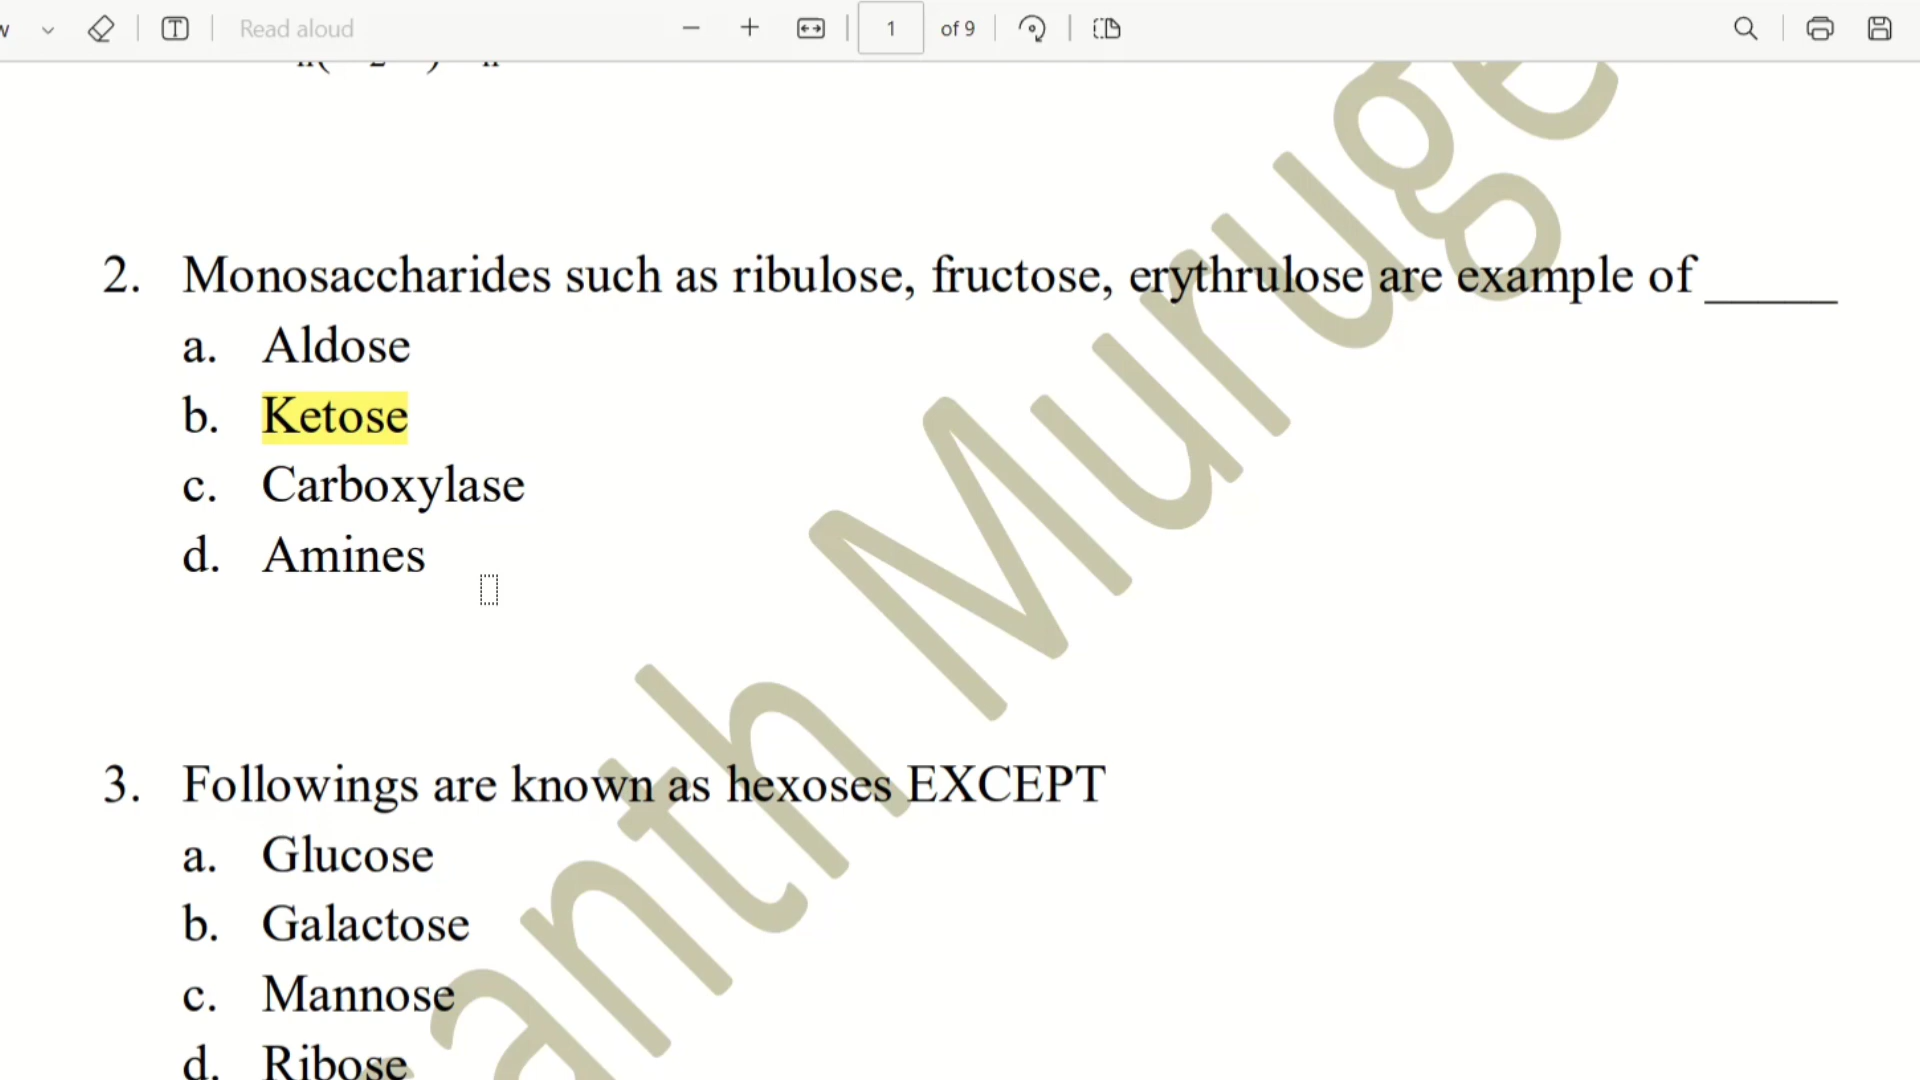 Read aloud 1 of 9
2. Monosaccharides such as ribulose, fructose, erythrulose are example of _____
a. Aldose
b. Ketose
c. Carboxylase
d. Amines
3. Followings are known as hexoses EXCEPT
a. Glucose
b. Galactose
c. Mannose
d. Ribose
anth Muruge